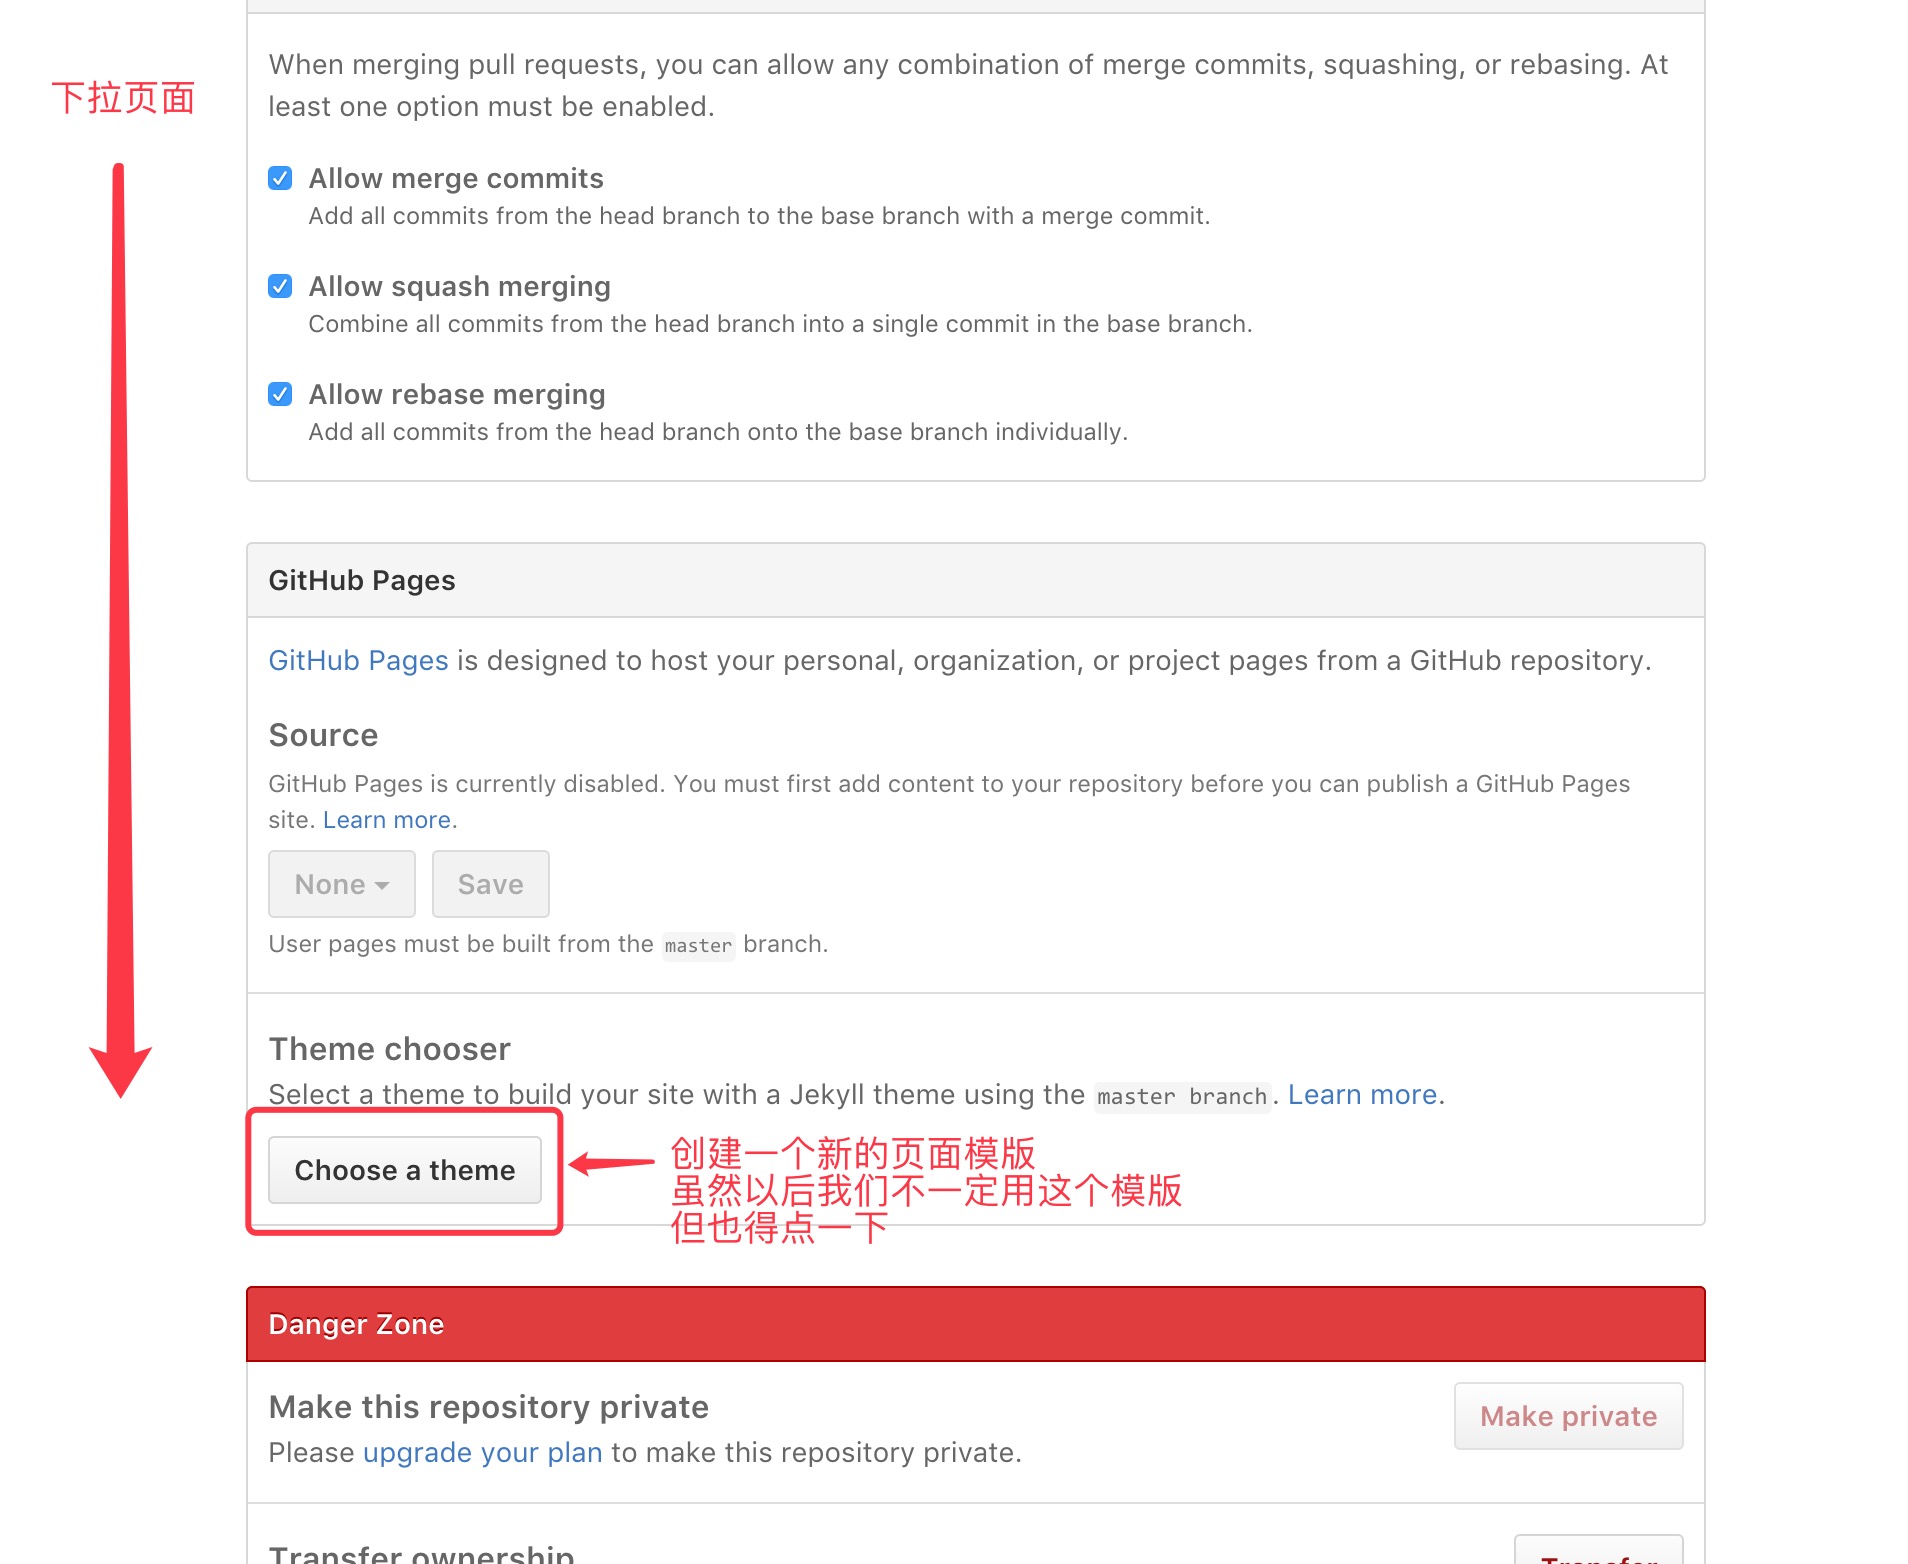 下拉页面
When merging pull requests, you can allow any combination of merge commits, squashing, or rebasing. At
least one option must be enabled.
Allow merge commits
Add all commits from the head branch to the base branch with a merge commit.
Allow squash merging
Combine all commits from the head branch into a single commit in the base branch.
Allow rebase merging
Add all commits from the head branch onto the base branch individually.
GitHub Pages
GitHub Pages is designed to host your personal, organization, or project pages from a GitHub repository.
Source
GitHub Pages is currently disabled. You must first add content to your repository before you can publish a GitHub Pages
site. Learn more.
None Save
User pages must be built from the master branch.
Theme chooser
Select a theme to build your site with a Jekyll theme using the master branch. Learn more.
Choose a theme
创建一个新的页面模版
虽然以后我们不一定用这个模版
但也得点一下
Danger Zone
Make this repository private
Make private
Please upgrade your plan to make this repository private.
Transfer ownership
Transfer